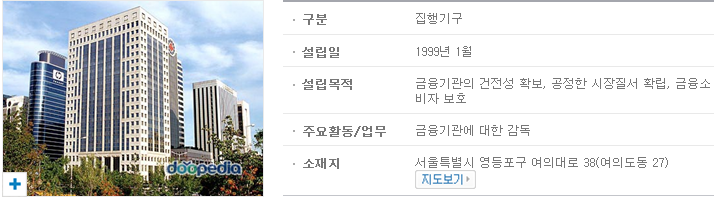 hp
doopedia
· 구분 집행기구
· 설립일 1999년 1월
· 설립목적 금융기관의 건전성 확보, 공정한 시장질서 확립, 금융소
비자 보호
· 주요활동/업무 금융기관에 대한 감독
· 소재지 서울특별시 영등포구 여의대로 38(여의도동 27)
지도보기